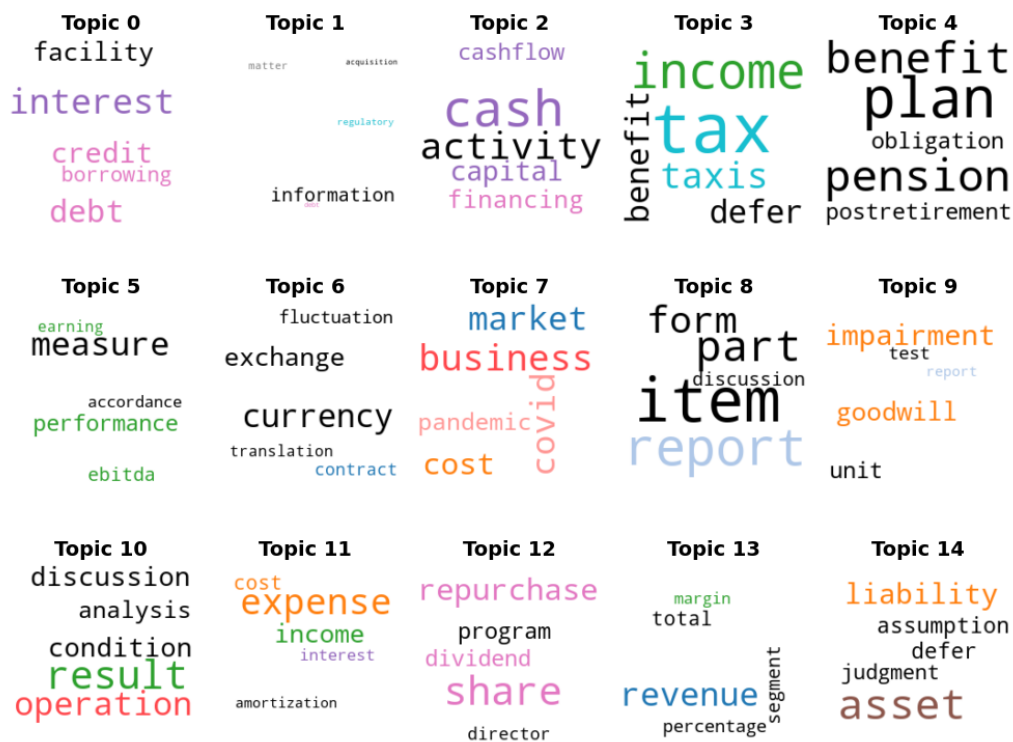 Topic 0
facility
interest
credit
borrowing
debt
Topic 1
matter
acquisition
regulatory
information
debt
Topic 2
cashflow
cash
activity
capital
financing
Topic 3
income
benefit
tax
taxis
defer
Topic 4
benefit
plan
obligation
pension
postretirement
Topic 5
earning
measure
accordance
performance
ebitda
Topic 6
fluctuation
exchange
currency
translation
contract
Topic 7
market
business
covid
pandemic
cost
Topic 8
form
part
discussion
item
report
Topic 9
impairment
test
report
goodwill
unit
Topic 10
discussion
analysis
condition
result
operation
Topic 11
cost
expense
income
interest
amortization
Topic 12
repurchase
program
dividend
share
director
Topic 13
margin
total
segment
revenue
percentage
Topic 14
liability
assumption
defer
judgment
asset